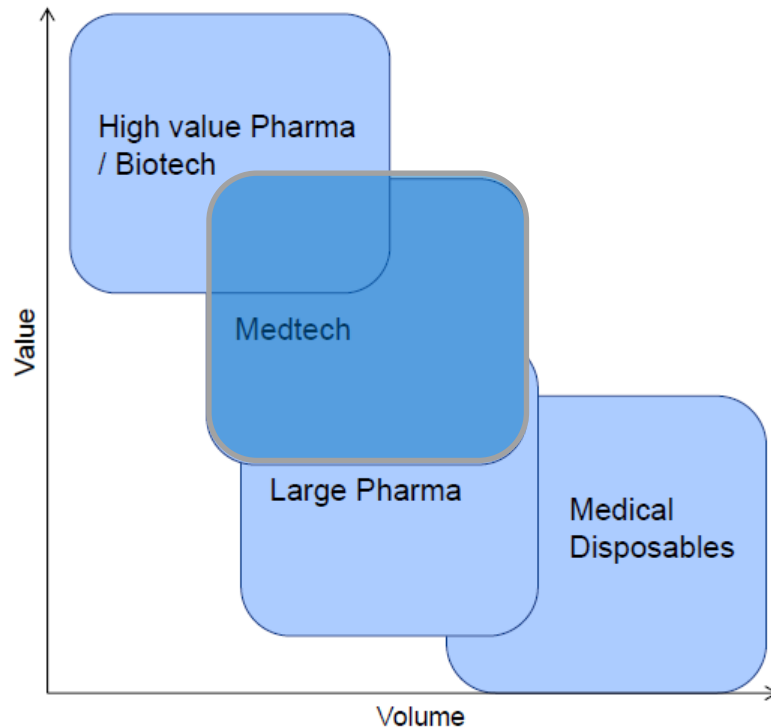 High value Pharma
/ Biotech
Value
Medtech
Large Pharma
Medical
Disposables
Volume